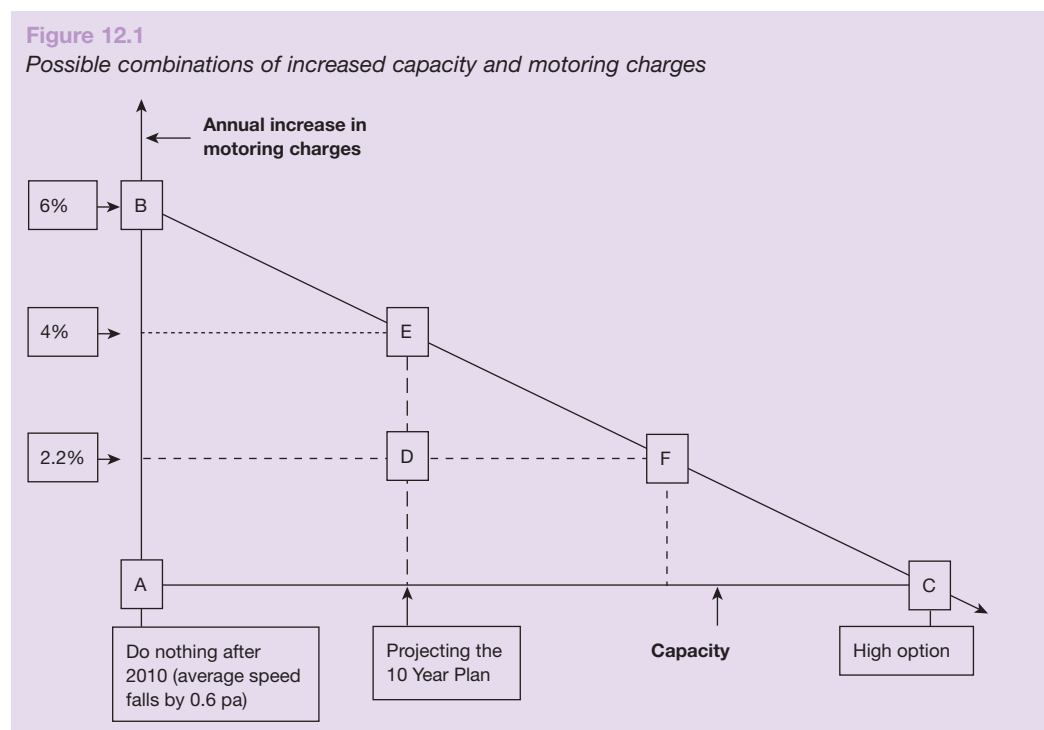 Figure 12.1
Possible combinations of increased capacity and motoring charges
Annual increase in
motoring charges
6%
B
4%
E
2.2%
D
F
A
C
Do nothing after
2010 (average speed
falls by 0.6 pa)
Projecting the
10 Year Plan
Capacity
High option